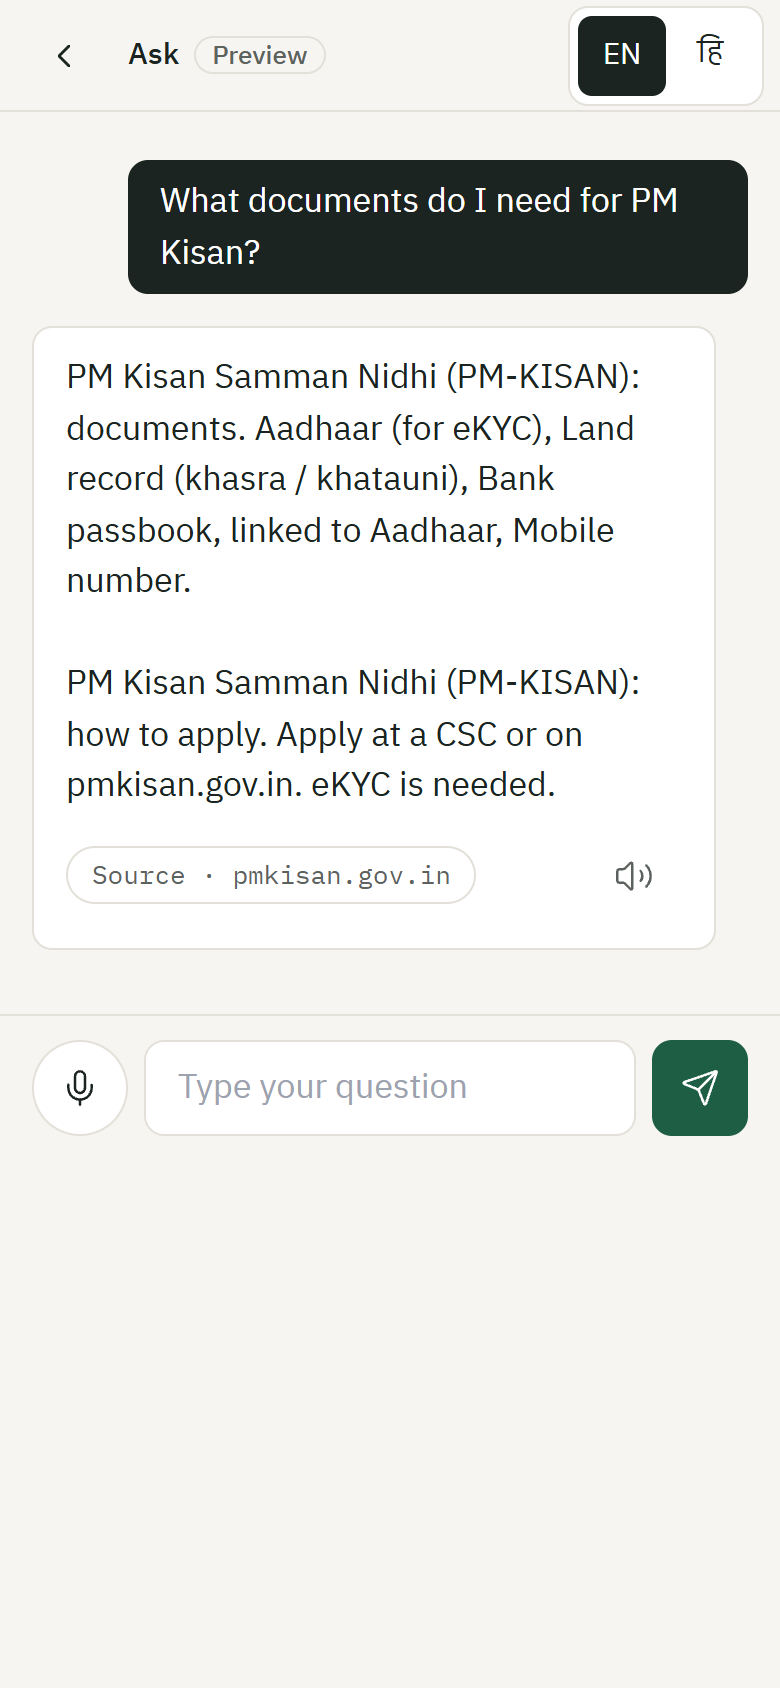 Ask
Preview
EN
हि
What documents do I need for PM
Kisan?
PM Kisan Samman Nidhi (PM-KISAN):
documents. Aadhaar (for eKYC), Land
record (khasra / khatauni), Bank
passbook, linked to Aadhaar, Mobile
number.
PM Kisan Samman Nidhi (PM-KISAN):
how to apply. Apply at a CSC or on
pmkisan.gov.in. eKYC is needed.
Source · pmkisan.gov.in
Type your question